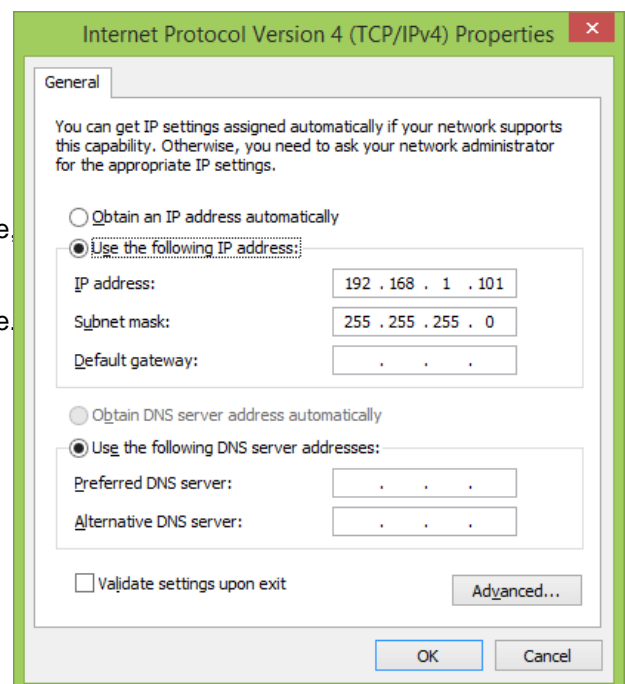 Internet Protocol Version 4 (TCP/IPv4) Properties
General
You can get IP settings assigned automatically if your network supports
this capability. Otherwise, you need to ask your network administrator
for the appropriate IP settings.
e,
Obtain an IP address automatically
Use the following IP address:
IP address: 192 . 168 . 1 . 101
e.
Subnet mask: 255 . 255 . 255 . 0
Default gateway: . . .
Obtain DNS server address automatically
Use the following DNS server addresses:
Preferred DNS server: . . .
Alternative DNS server: . . .
Validate settings upon exit
Advanced...
OK Cancel